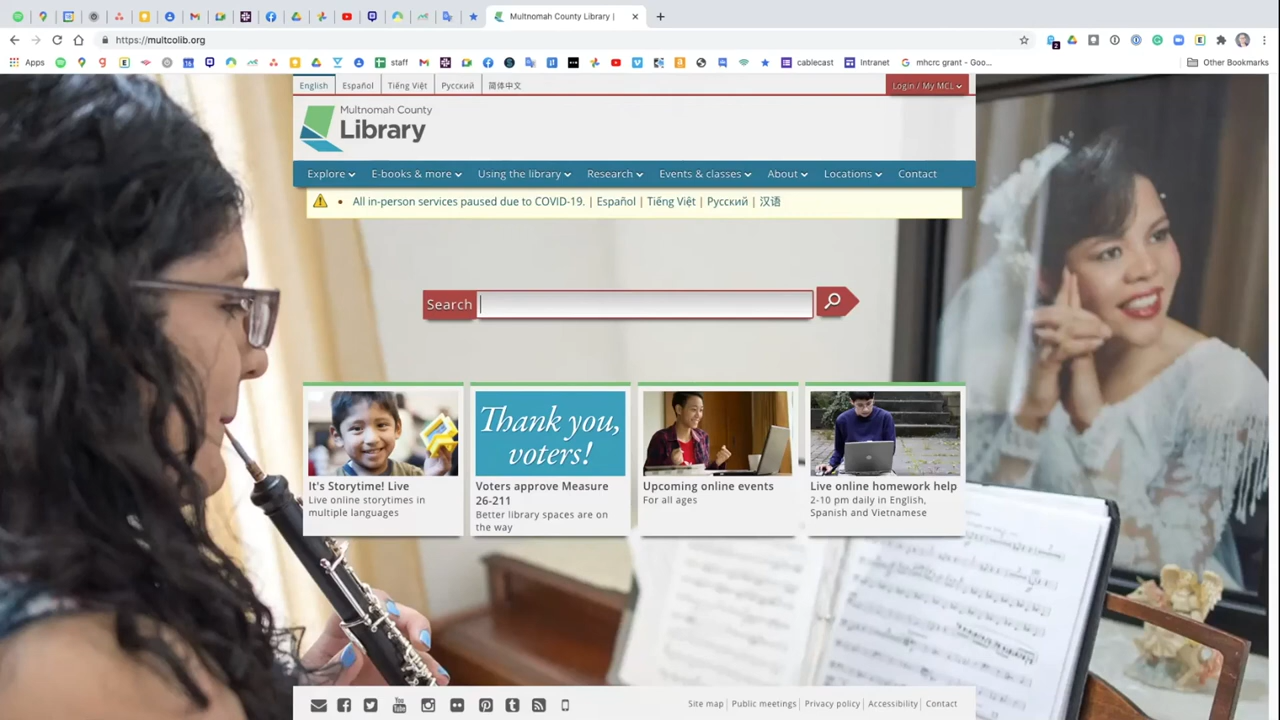 Multnomah County Library |
https://multcolib.org
2
Apps
staff
cablecast
Intranet
mhcrc grant - Goo...
Other Bookmarks
English
Español
Tiếng Việt
Русский
简体中文
Login / My MCL
Multnomah County
Library
Explore
E-books & more
Using the library
Research
Events & classes
About
Locations
Contact
All in-person services paused due to COVID-19. | Español | Tiếng Việt | Русский | 汉语
Search
Thank you,
voters!
It's Storytime! Live
Live online storytimes in
multiple languages
Voters approve Measure
26-211
Better library spaces are on
the way
Upcoming online events
For all ages
Live online homework help
2-10 pm daily in English,
Spanish and Vietnamese
Site map | Public meetings | Privacy policy | Accessibility | Contact